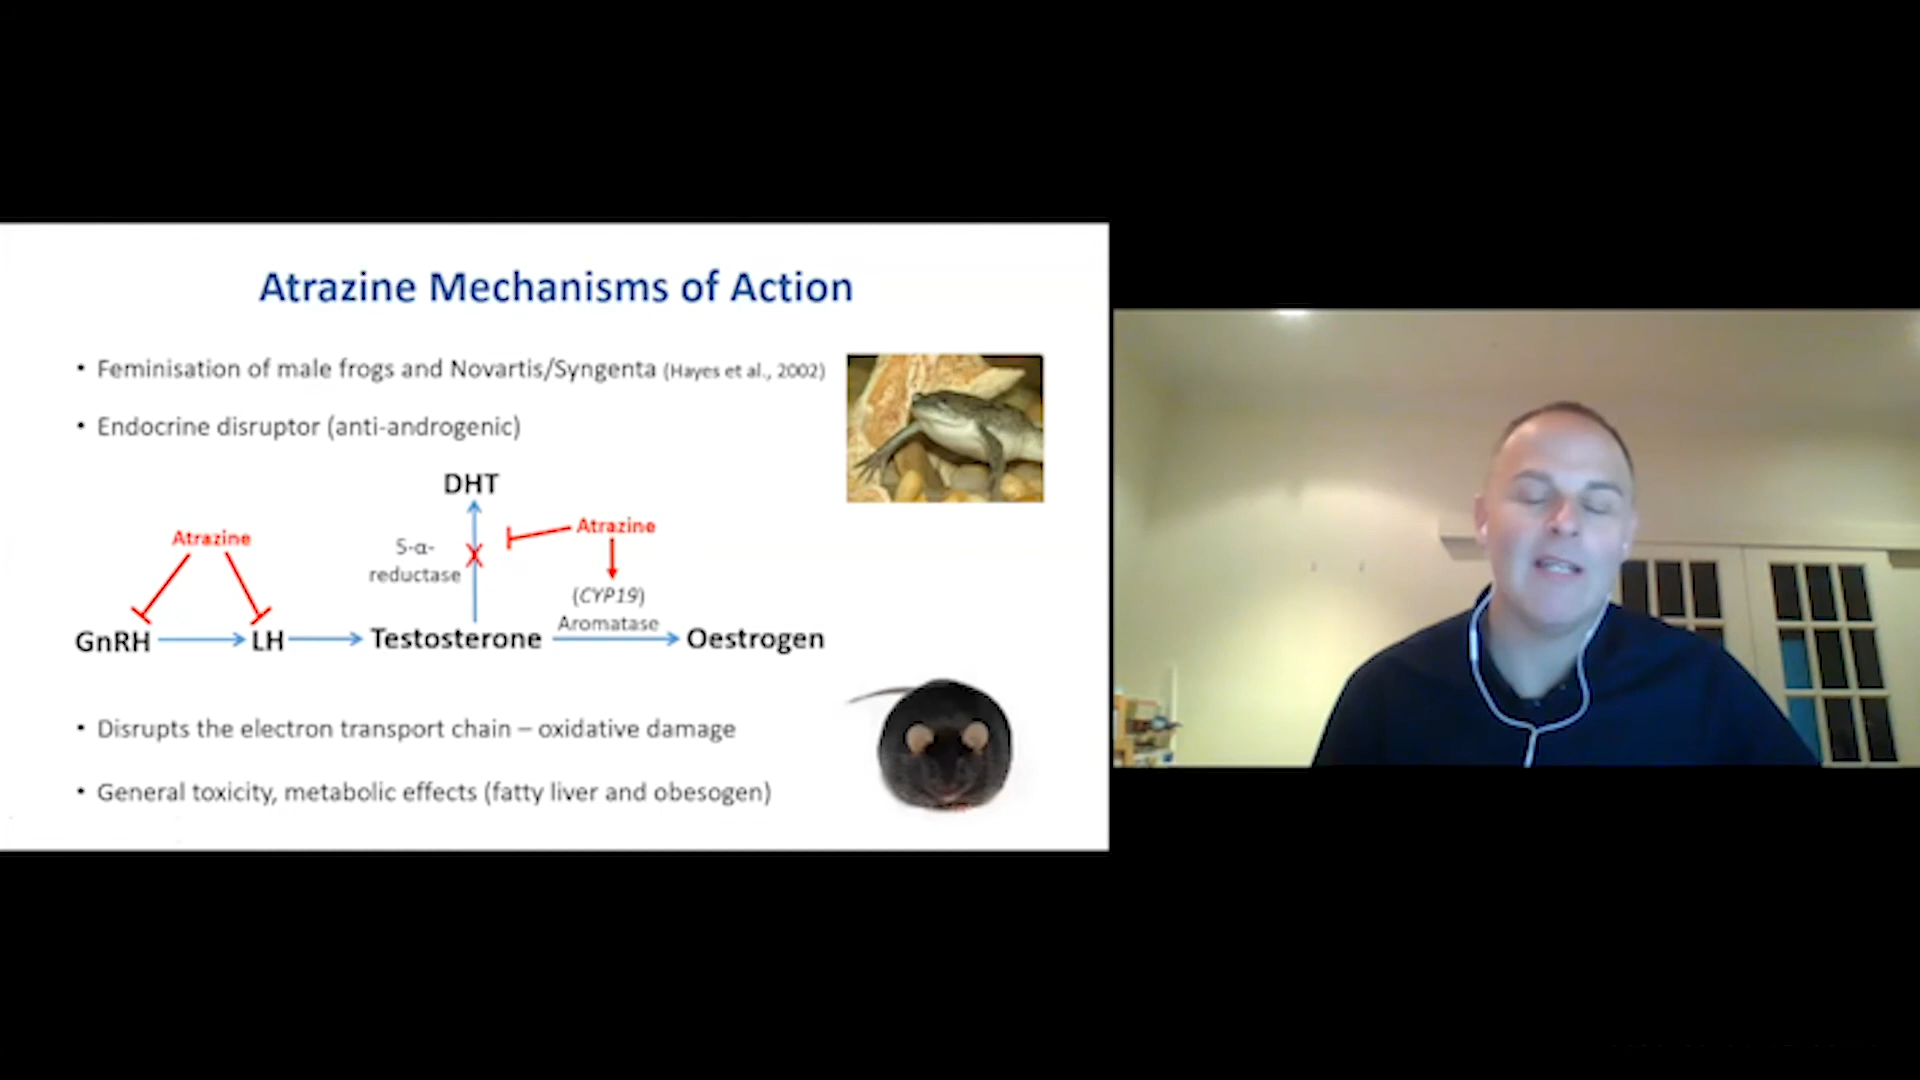 Atrazine Mechanisms of Action
• Feminisation of male frogs and Novartis/Syngenta (Hayes et al., 2002)
• Endocrine disruptor (anti-androgenic)
DHT
Atrazine
Atrazine
5-α-
reductase
X
(CYP19)
Aromatase
GnRH
LH
Testosterone
Oestrogen
• Disrupts the electron transport chain – oxidative damage
• General toxicity, metabolic effects (fatty liver and obesogen)